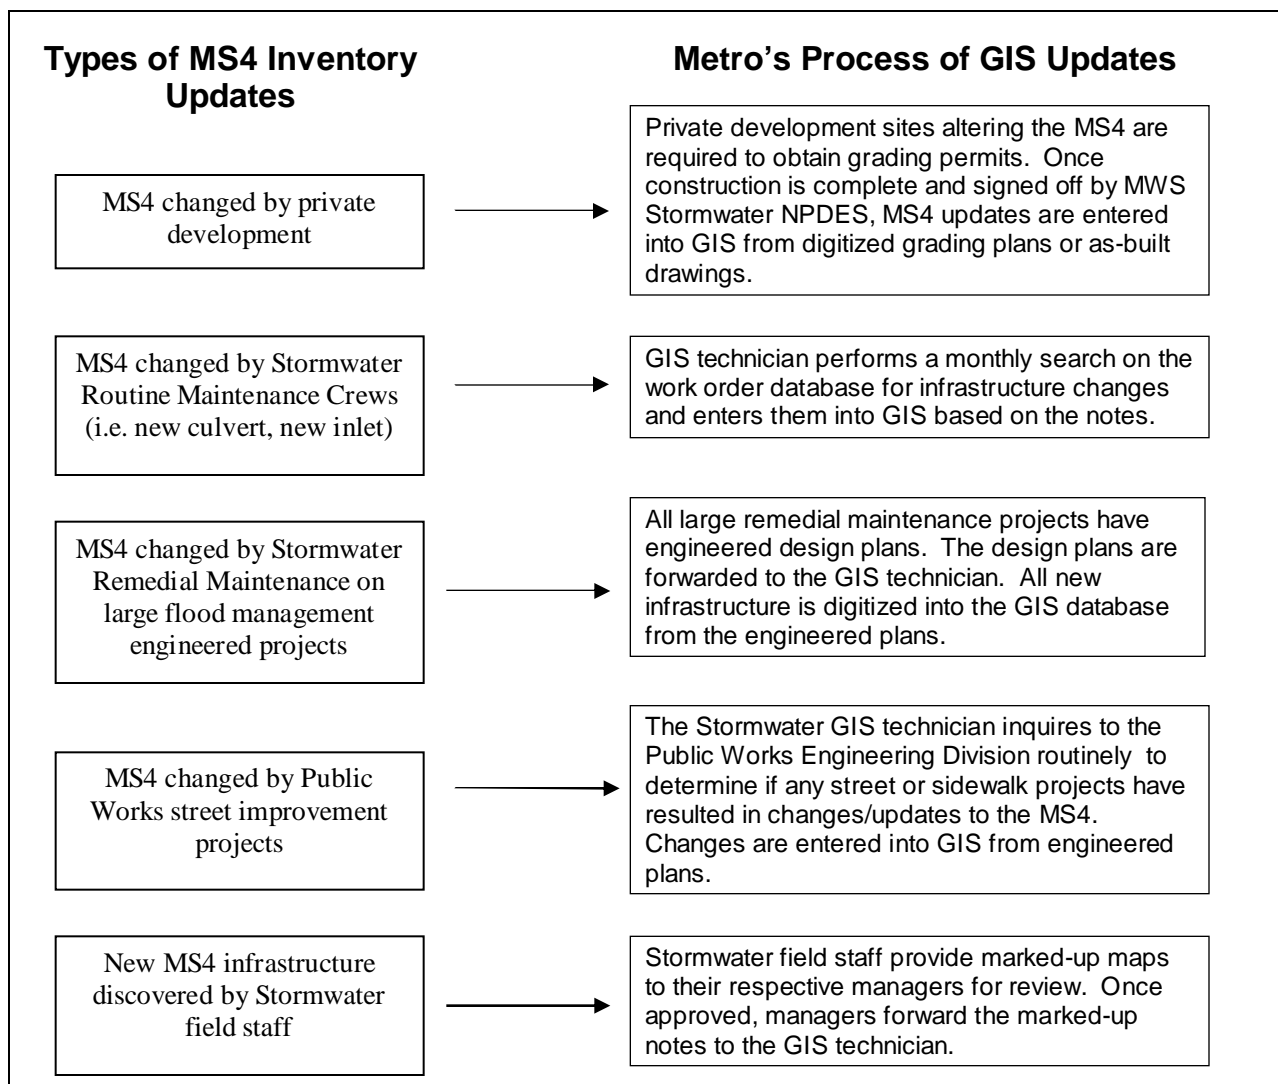 Types of MS4 Inventory
Updates
Metro's Process of GIS Updates
MS4 changed by private
development
Private development sites altering the MS4 are
required to obtain grading permits.  Once
construction is complete and signed off by MWS
Stormwater NPDES, MS4 updates are entered
into GIS from digitized grading plans or as-built
drawings.
MS4 changed by Stormwater
Routine Maintenance Crews
(i.e. new culvert, new inlet)
GIS technician performs a monthly search on the
work order database for infrastructure changes
and enters them into GIS based on the notes.
MS4 changed by Stormwater
Remedial Maintenance on
large flood management
engineered projects
All large remedial maintenance projects have
engineered design plans.  The design plans are
forwarded to the GIS technician.  All new
infrastructure is digitized into the GIS database
from the engineered plans.
MS4 changed by Public
Works street improvement
projects
The Stormwater GIS technician inquires to the
Public Works Engineering Division routinely  to
determine if any street or sidewalk projects have
resulted in changes/updates to the MS4.
Changes are entered into GIS from engineered
plans.
New MS4 infrastructure
discovered by Stormwater
field staff
Stormwater field staff provide marked-up maps
to their respective managers for review.  Once
approved, managers forward the marked-up
notes to the GIS technician.